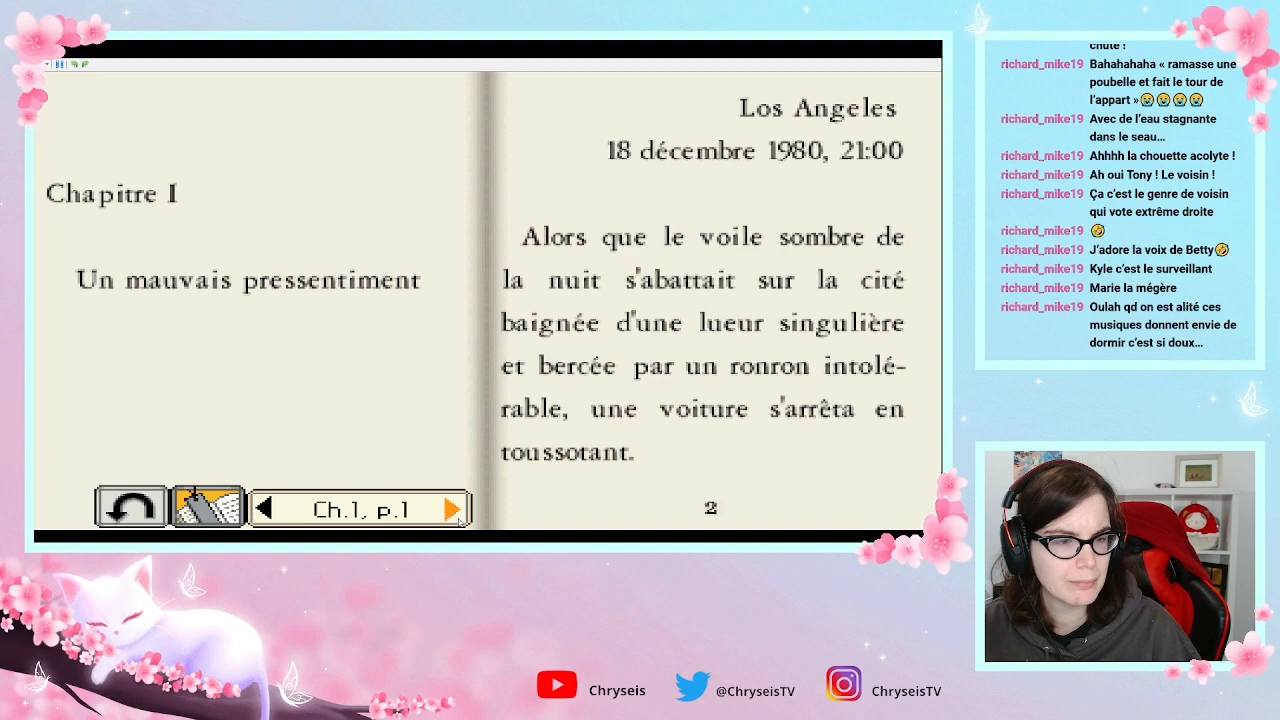 Chapitre I
Un mauvais pressentiment
Ch.1, p.1
Los Angeles
18 décembre 1980, 21:00
Alors que le voile sombre de
la nuit s'abattait sur la cité
baignée d'une lueur singulière
et bercée par un ronron intolé-
rable, une voiture s'arrêta en
toussotant.
2
chute !
richard_mike19 Bahahahaha « ramasse une
poubelle et fait le tour de
l'appart »😭😭😭😭
richard_mike19 Avec de l'eau stagnante
dans le seau...
richard_mike19 Ahhhh la chouette acolyte !
richard_mike19 Ah oui Tony ! Le voisin !
richard_mike19 Ça c'est le genre de voisin
qui vote extrême droite
richard_mike19 🤣
richard_mike19 J'adore la voix de Betty🤣
richard_mike19 Kyle c'est le surveillant
richard_mike19 Marie la mégère
richard_mike19 Oulah qd on est alité ces
musiques donnent envie de
dormir c'est si doux...
Chryseis
@ChryseisTV
ChryseisTV